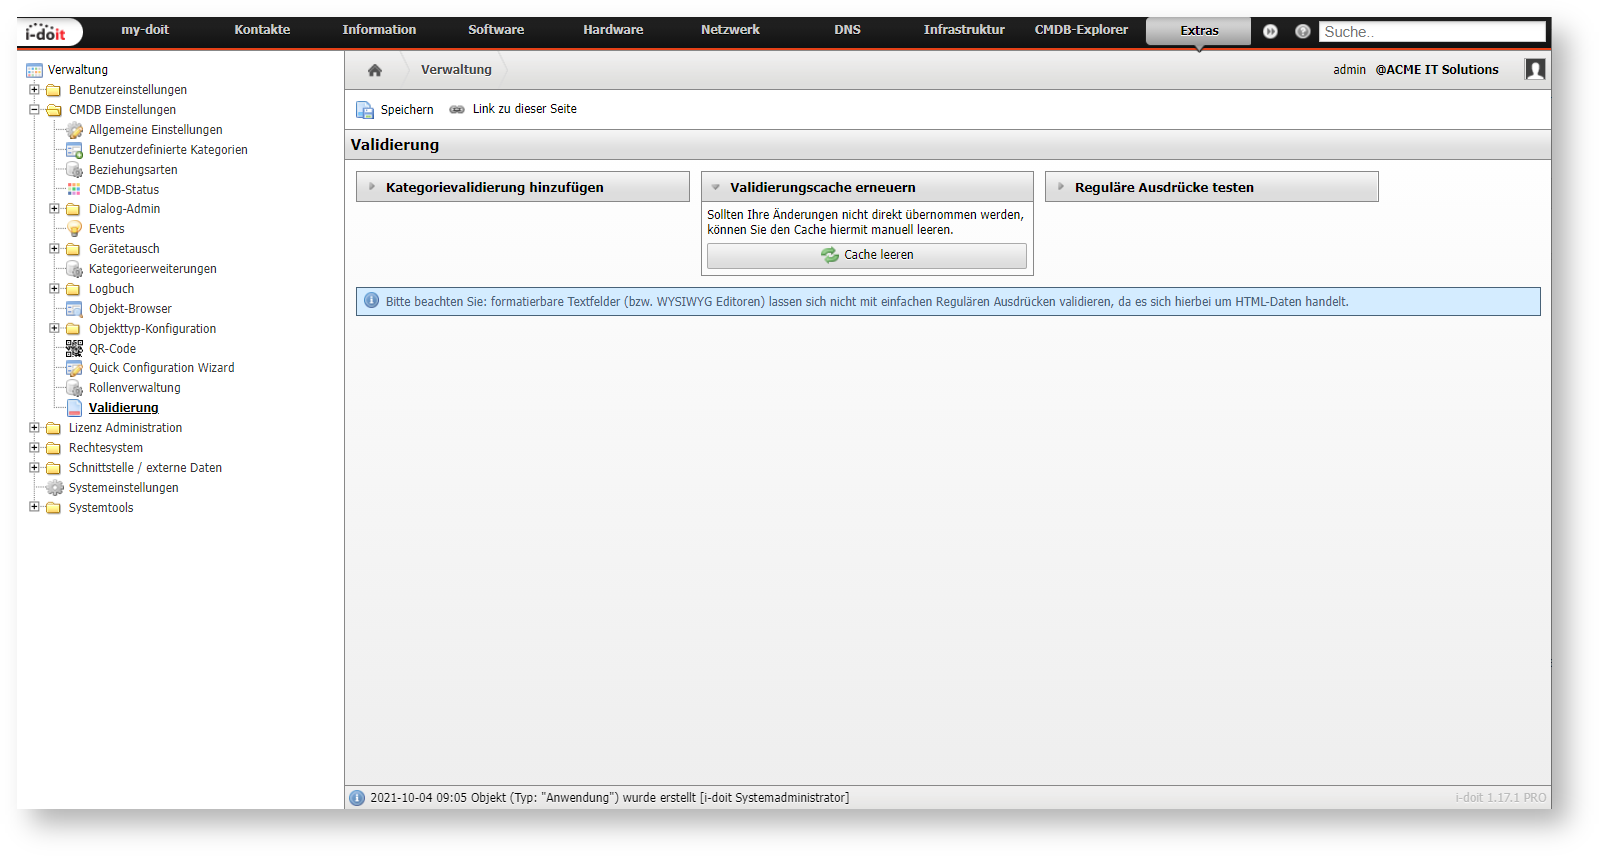 i-doit
my-doit Kontakte Information Software Hardware Netzwerk DNS Infrastruktur CMDB-Explorer Extras Suche..
Verwaltung
Benutzereinstellungen
CMDB Einstellungen
Allgemeine Einstellungen
Benutzerdefinierte Kategorien
Beziehungsarten
CMDB-Status
Dialog-Admin
Events
Gerätetausch
Kategorieerweiterungen
Logbuch
Objekt-Browser
Objekttyp-Konfiguration
QR-Code
Quick Configuration Wizard
Rollenverwaltung
Validierung
Lizenz Administration
Rechtesystem
Schnittstelle / externe Daten
Systemeinstellungen
Systemtools
Verwaltung
admin @ACME IT Solutions
Speichern Link zu dieser Seite
Validierung
Kategorievalidierung hinzufügen
Validierungscache erneuern
Sollten Ihre Änderungen nicht direkt übernommen werden,
können Sie den Cache hiermit manuell leeren.
Cache leeren
Reguläre Ausdrücke testen
Bitte beachten Sie: formatierbare Textfelder (bzw. WYSIWYG Editoren) lassen sich nicht mit einfachen Regulären Ausdrücken validieren, da es sich hierbei um HTML-Daten handelt.
2021-10-04 09:05 Objekt (Typ: "Anwendung") wurde erstellt [i-doit Systemadministrator]
i-doit 1.17.1 PRO